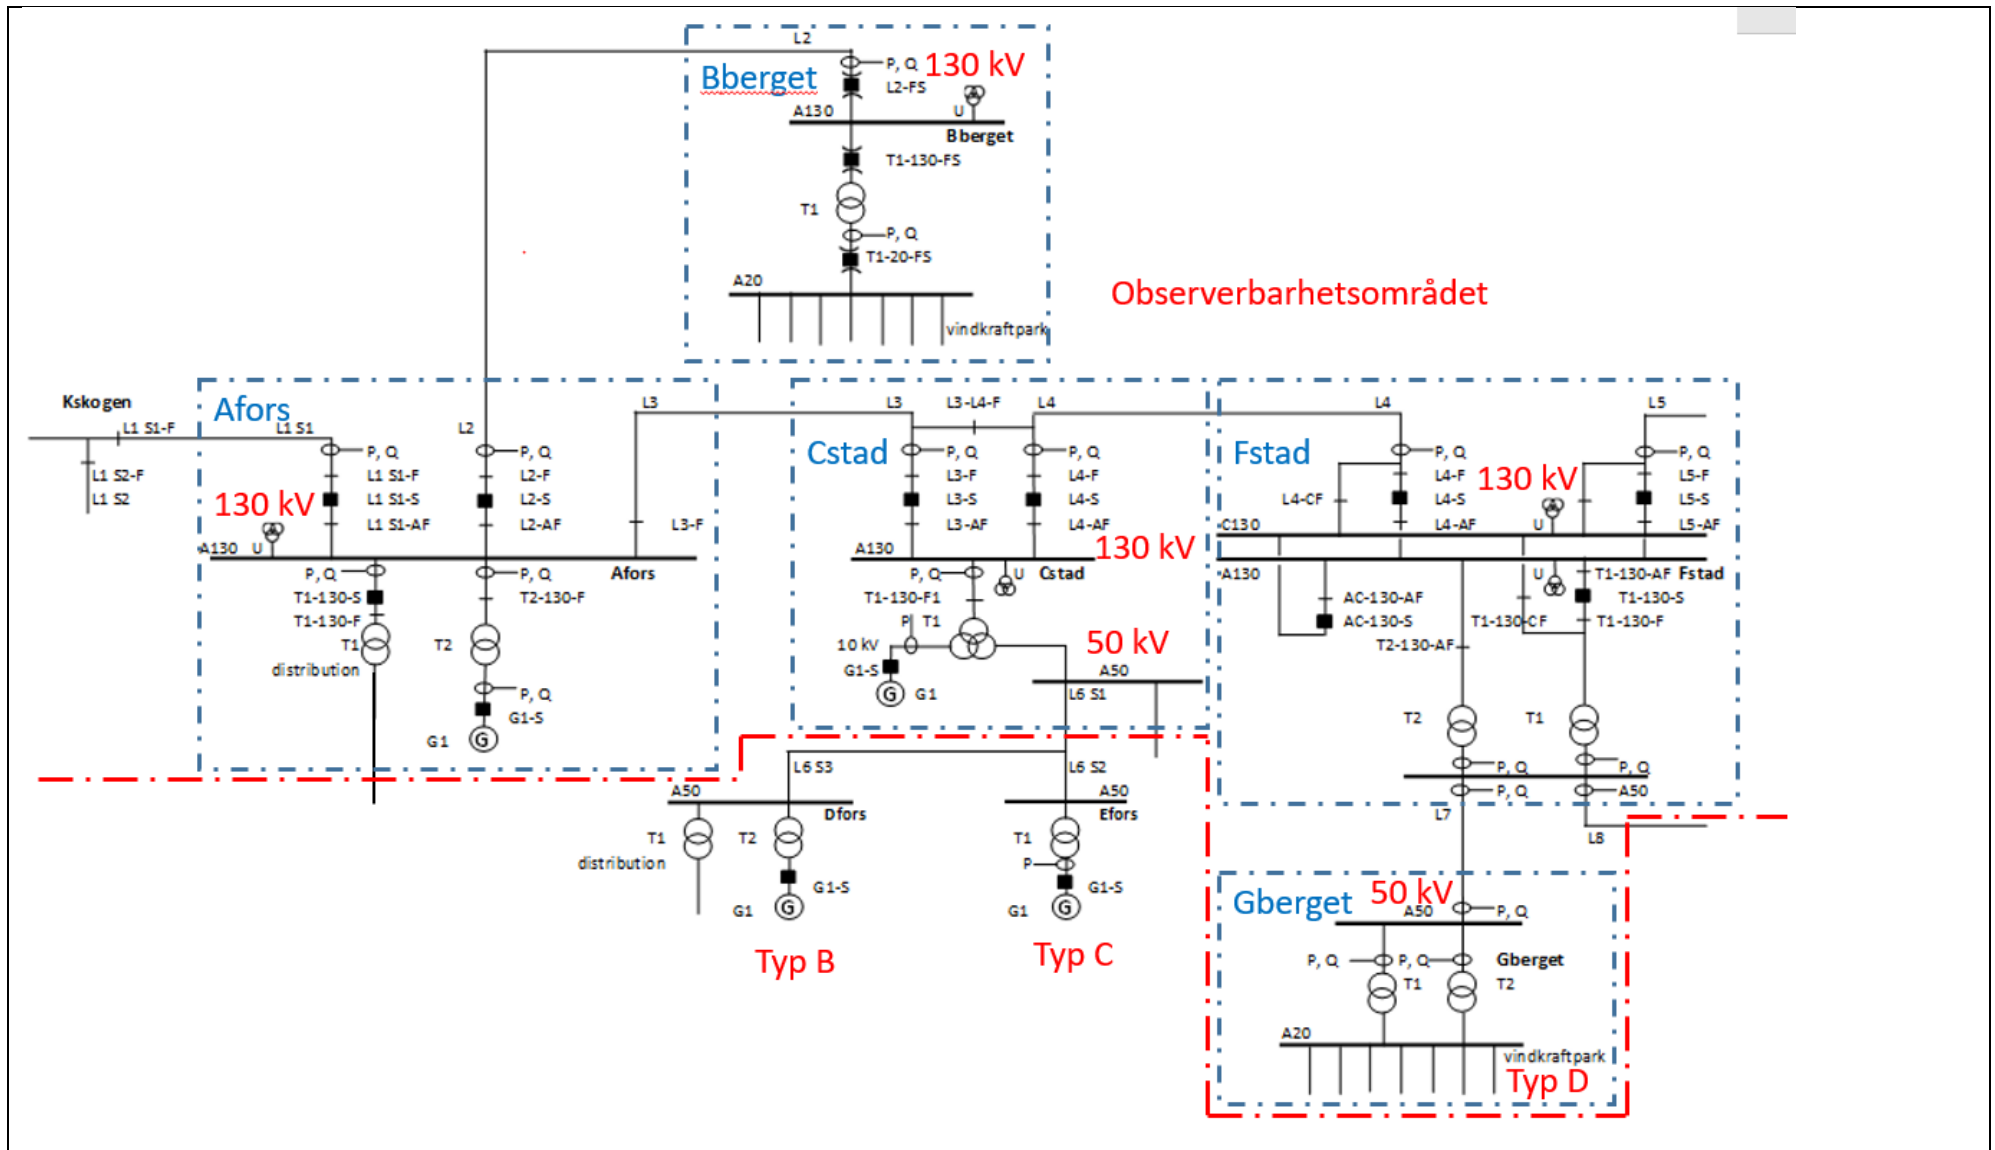 L2
P, Q
130 kV
Bberget
L2-FS
A130
U
Bberget
T1-130-FS
T1
P, Q
T1-20-FS
A20
vindkraftpark
Observerbarhetsområdet
Kskogen
L1 S1-F
L1 S2-F
L1 S2
Afors
L1 S1
P, Q
L1 S1-F
L1 S1-S
L1 S1-AF
130 kV
A130
U
L2
P, Q
L2-F
L2-S
L2-AF
L3
L3-F
Afors
P, Q
T1-130-S
T1-130-F
T1
distribution
P, Q
T2-130-F
T2
P, Q
G1-S
G1
G
L3
L3-L4-F
L4
Cstad
P, Q
L3-F
L3-S
L3-AF
P, Q
L4-F
L4-S
L4-AF
130 kV
A130
P, Q
U
Cstad
T1-130-F1
P
T1
10 kV
G1-S
G
G1
50 kV
A50
L6 S1
L4
L5
Fstad
P, Q
L4-F
L4-S
L4-AF
L4-CF
130 kV
P, Q
L5-F
L5-S
L5-AF
C130
U
A130
U
T1-130-AF
Fstad
T1-130-S
T1-130-F
T1-130-CF
AC-130-AF
AC-130-S
T2-130-AF
T2
T1
P, Q
P, Q
P, Q
A50
L7
L8
L6 S3
L6 S2
A50
Dfors
T1
distribution
T2
G1-S
G1
G
Typ B
A50
Efors
T1
P
G1-S
G1
G
Typ C
Gberget
50 kV
A50
P, Q
P, Q
P, Q
Gberget
T1
T2
A20
vindkraftpark
Typ D